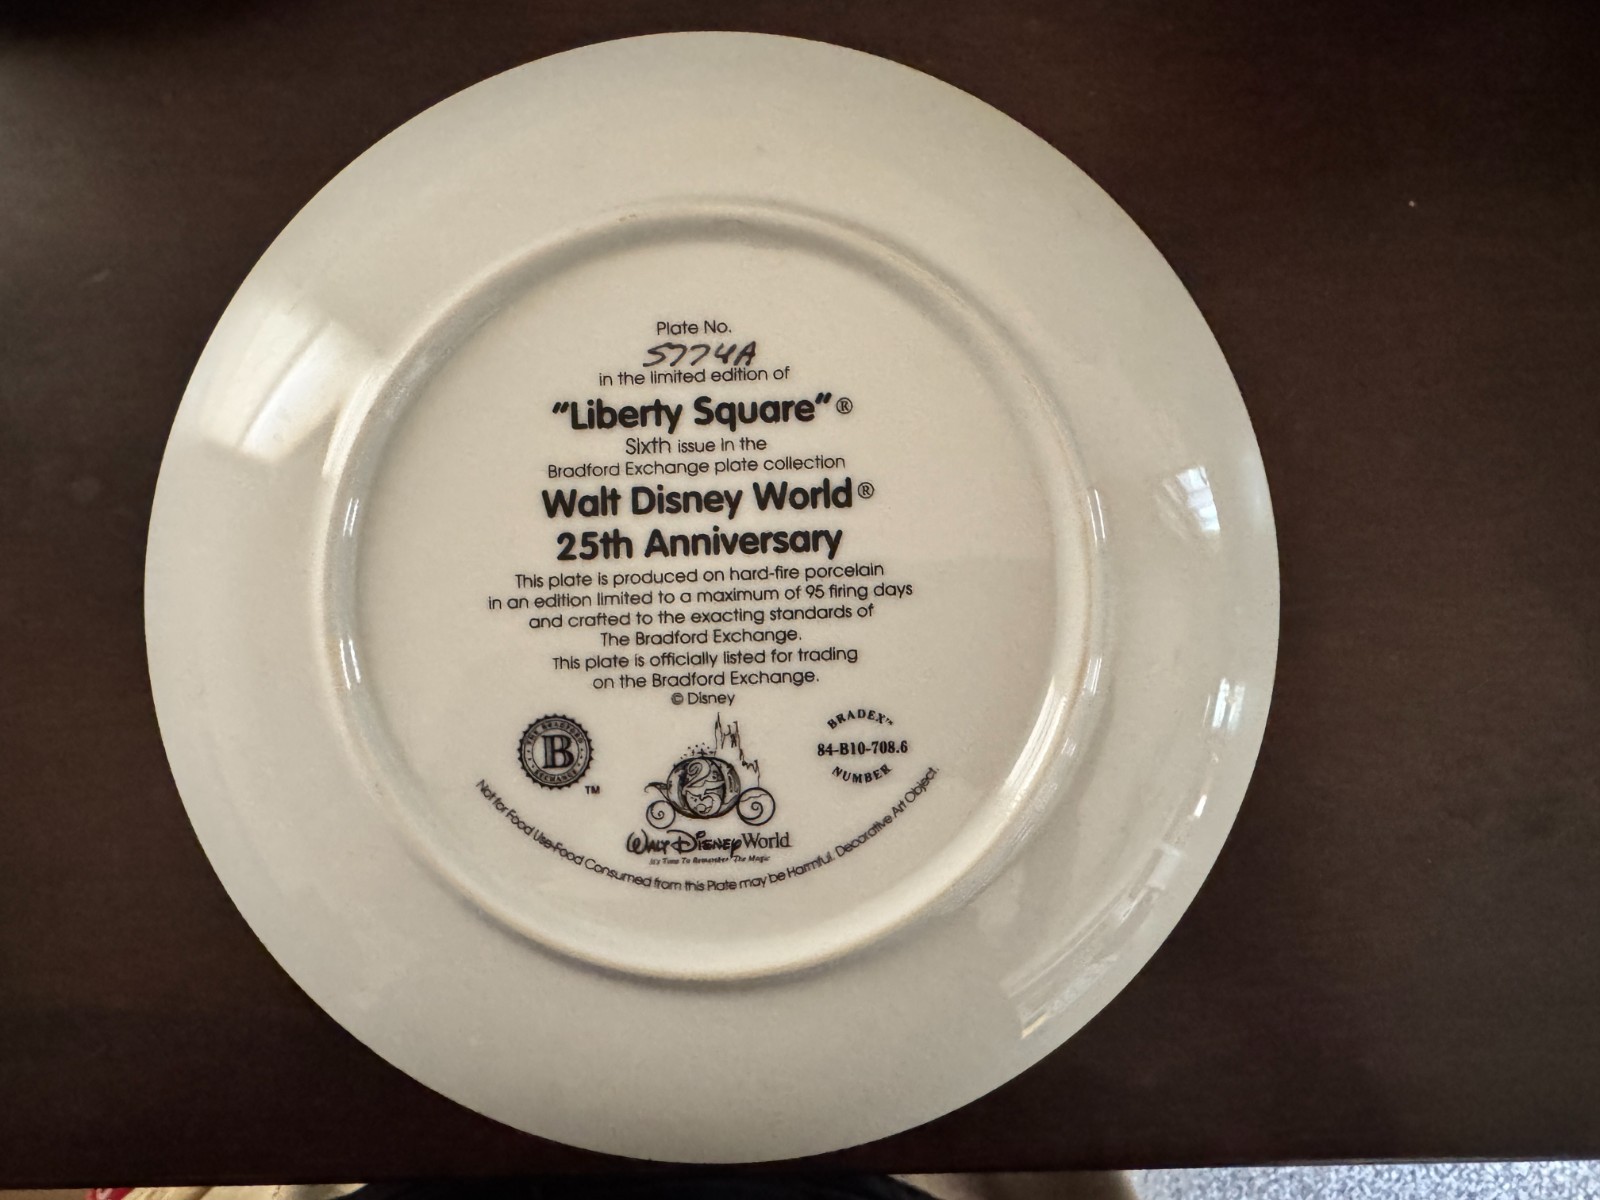 Plate No.
5774A
in the limited edition of
"Liberty Square"®
Sixth issue in the
Bradford Exchange plate collection
Walt Disney World®
25th Anniversary
This plate is produced on hard-fire porcelain
in an edition limited to a maximum of 95 firing days
and crafted to the exacting standards of
The Bradford Exchange.
This plate is officially listed for trading
on the Bradford Exchange.
© Disney
THE BRADFORD
B
EXCHANGE
TM
25
WALT DISNEY World
It's Time To Remember The Magic
BRADEX™
84-B10-708.6
NUMBER
Not for Food Use-Food Consumed from this Plate may be Harmful. Decorative Art Object.